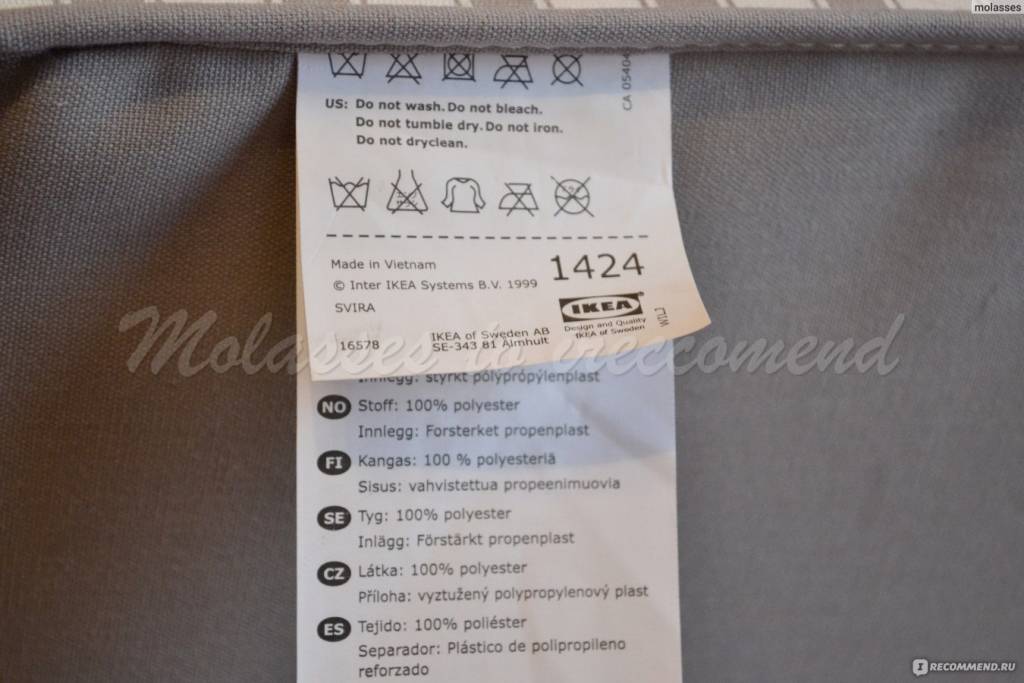 molasses
CA 05404
US: Do not wash. Do not bleach.
Do not tumble dry. Do not iron.
Do not dryclean.
Made in Vietnam
© Inter IKEA Systems B.V. 1999
SVIRA
1424
IKEA
Design and Quality
IKEA of Sweden
16578
IKEA of Sweden AB
SE-343 81 Älmhult
Molasses to ireccomend
Innlegg: styrkt pólýprópýlenplast
NO Stoff: 100% polyester
Innlegg: Forsterket propenplast
FI Kangas: 100 % polyesteriä
Sisus: vahvistettua propeenimuovia
SE Tyg: 100% polyester
Inlägg: Förstärkt propenplast
CZ Látka: 100% polyester
Příloha: vyztužený polypropylenový plast
ES Tejido: 100% poliéster
Separador: Plástico de polipropileno
reforzado
I RECOMMEND.RU